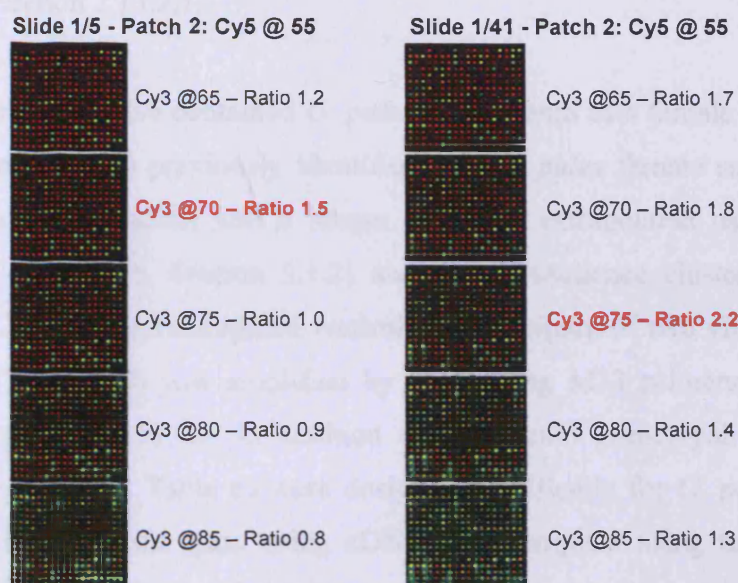 Slide 1/5 - Patch 2: Cy5 @ 55
Cy3 @65 – Ratio 1.2
Cy3 @70 – Ratio 1.5
Cy3 @75 – Ratio 1.0
Cy3 @80 – Ratio 0.9
Cy3 @85 – Ratio 0.8
Slide 1/41 - Patch 2: Cy5 @ 55
Cy3 @65 – Ratio 1.7
Cy3 @70 – Ratio 1.8
Cy3 @75 – Ratio 2.2
Cy3 @80 – Ratio 1.4
Cy3 @85 – Ratio 1.3